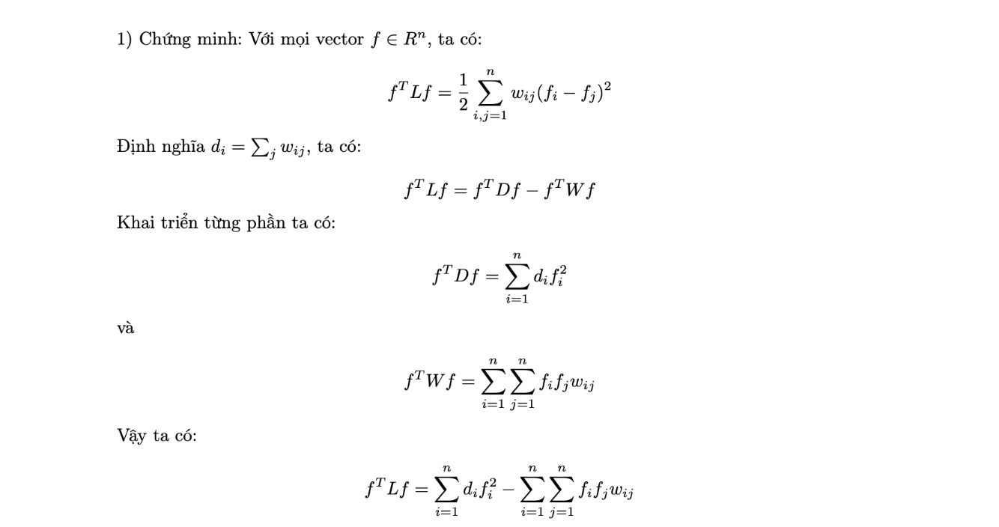 1) Chứng minh: Với mọi vector $f \in R^n$, ta có:
$$f^T L f = \frac{1}{2} \sum_{i,j=1}^{n} w_{ij}(f_i - f_j)^2$$
Định nghĩa $d_i = \sum_j w_{ij}$, ta có:
$$f^T L f = f^T D f - f^T W f$$
Khai triển từng phần ta có:
$$f^T D f = \sum_{i=1}^{n} d_i f_i^2$$
và
$$f^T W f = \sum_{i=1}^{n} \sum_{j=1}^{n} f_i f_j w_{ij}$$
Vậy ta có:
$$f^T L f = \sum_{i=1}^{n} d_i f_i^2 - \sum_{i=1}^{n} \sum_{j=1}^{n} f_i f_j w_{ij}$$